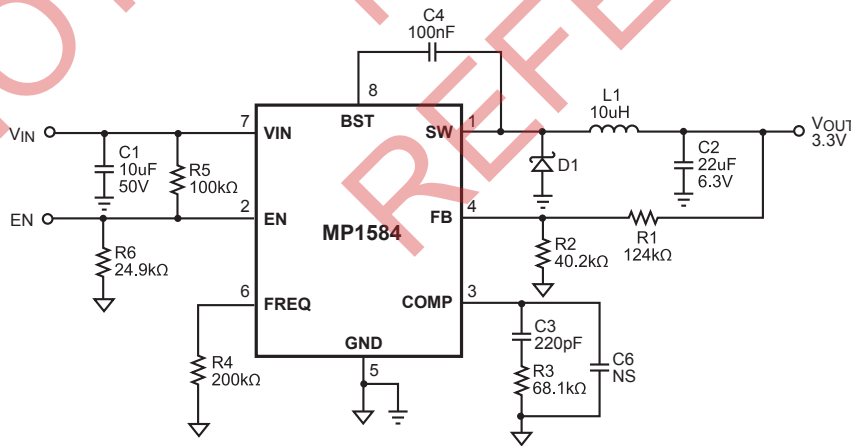 C4
100nF
8
BST
L1
10uH
VIN
7
VIN
SW
1
VOUT
3.3V
C1
10uF
50V
R5
100kΩ
D1
C2
22uF
6.3V
EN
2
EN
FB
4
MP1584
R6
24.9kΩ
R2
40.2kΩ
R1
124kΩ
6
FREQ
COMP
3
GND
5
R4
200kΩ
C3
220pF
R3
68.1kΩ
C6
NS